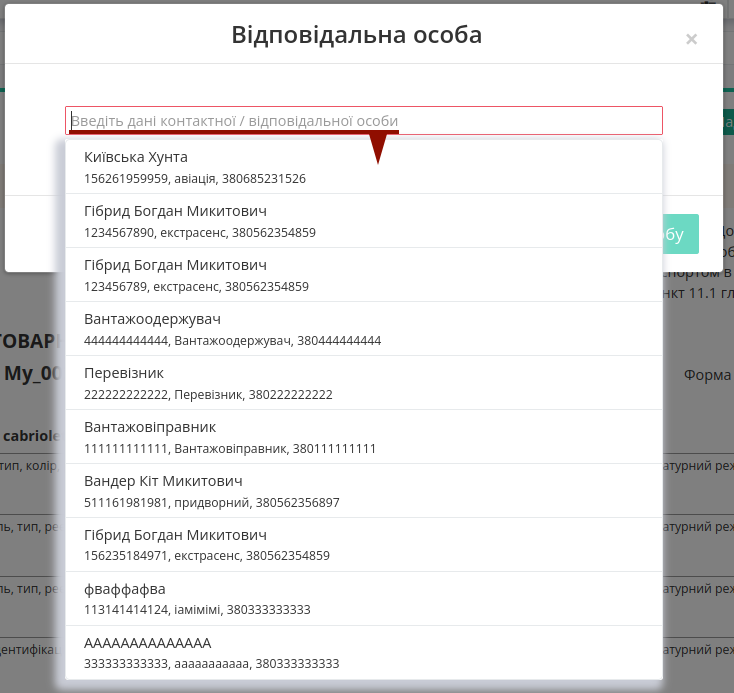 Відповідальна особа
×
Введіть дані контактної / відповідальної особи
Київська Хунта
156261959959, авіація, 380685231526
Гібрид Богдан Микитович
1234567890, екстрасенс, 380562354859
Гібрид Богдан Микитович
123456789, екстрасенс, 380562354859
Вантажоодержувач
444444444444, Вантажоодержувач, 380444444444
Перевізник
222222222222, Перевізник, 380222222222
Вантажовіправник
111111111111, Вантажовіправник, 380111111111
Вандер Кіт Микитович
511161981981, придворний, 380562356897
Гібрид Богдан Микитович
156235184971, екстрасенс, 380562354859
фваффафва
113141414124, іамімімі, 380333333333
АААААААААААААА
333333333333, ааааааааааа, 380333333333
бу
в
нкт 11.1 гл
ТОВАР
My_00
Форма
cabriole
тип, колір,
атурний реж
ль, тип, ре
атурний реж
ль, тип, ре
атурний реж
дентифікац
атурний реж